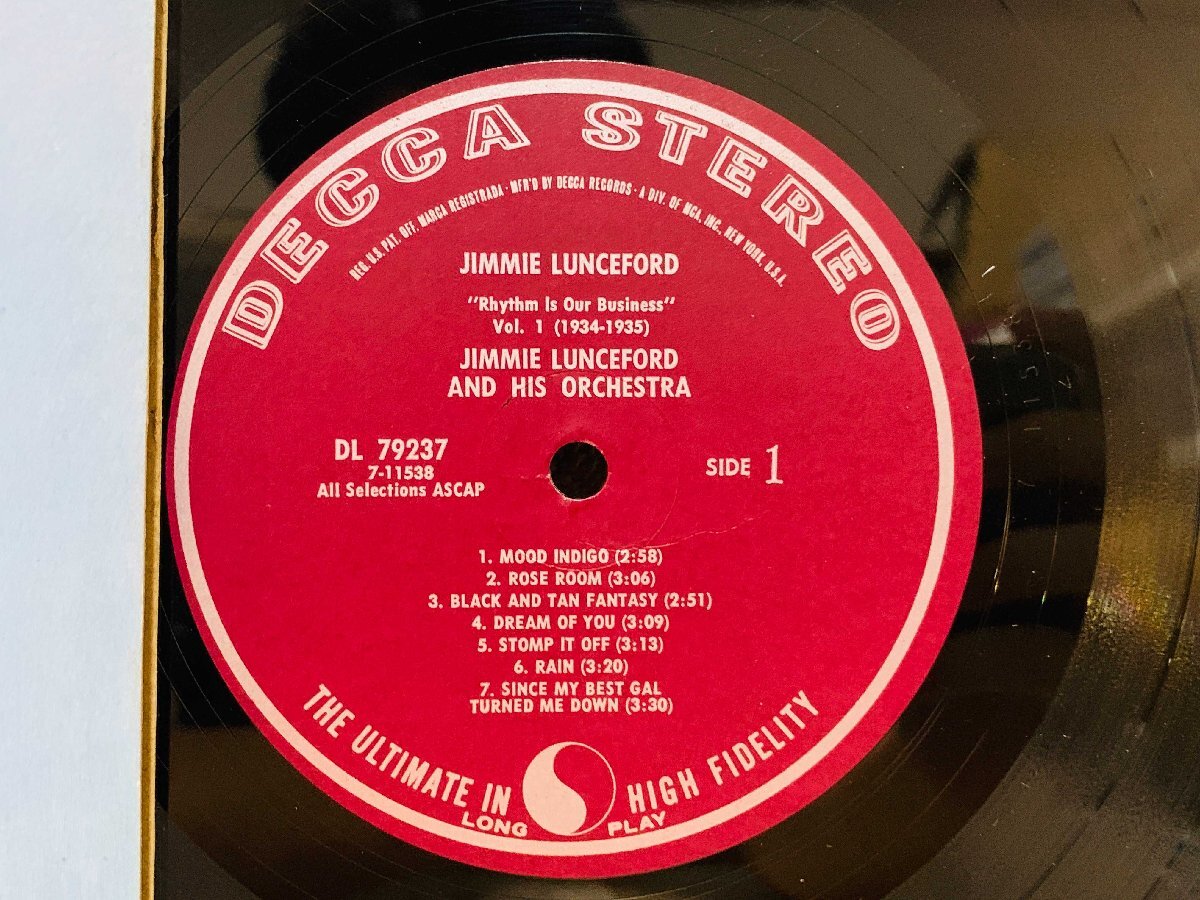 DECCA STEREO
REG. U.S. PAT. OFF. MARCA REGISTRADA · MFR'D BY DECCA RECORDS · A DIV. OF MCA, INC., NEW YORK, U.S.A.
JIMMIE LUNCEFORD
"Rhythm Is Our Business"
Vol. 1 (1934-1935)
JIMMIE LUNCEFORD
AND HIS ORCHESTRA
DL 79237
7-11538
All Selections ASCAP
SIDE 1
1. MOOD INDIGO (2:58)
2. ROSE ROOM (3:06)
3. BLACK AND TAN FANTASY (2:51)
4. DREAM OF YOU (3:09)
5. STOMP IT OFF (3:13)
6. RAIN (3:20)
7. SINCE MY BEST GAL
TURNED ME DOWN (3:30)
THE ULTIMATE IN HIGH FIDELITY
LONG PLAY